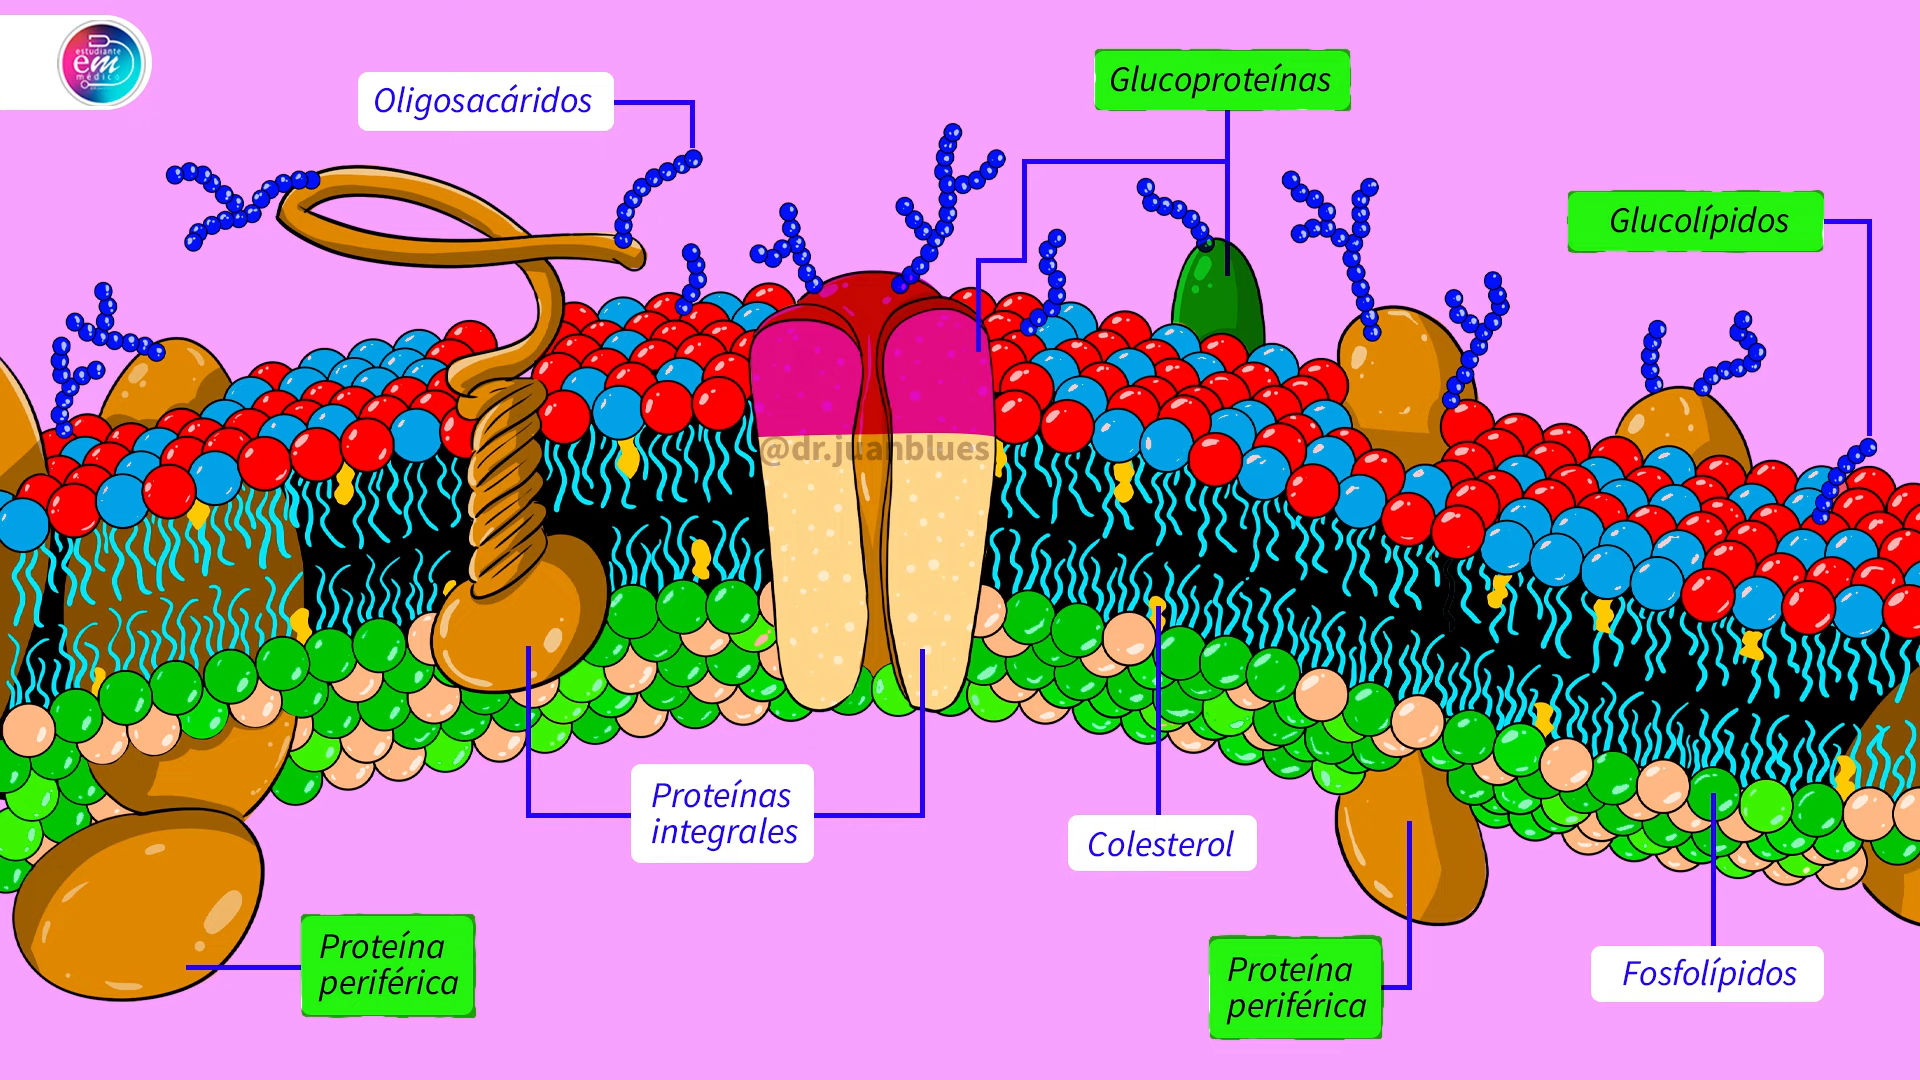 estudiante
em
médico
Oligosacáridos
Glucoproteínas
Glucolípidos
@dr.juanblues
Proteínas
integrales
Colesterol
Proteína
periférica
Proteína
periférica
Fosfolípidos